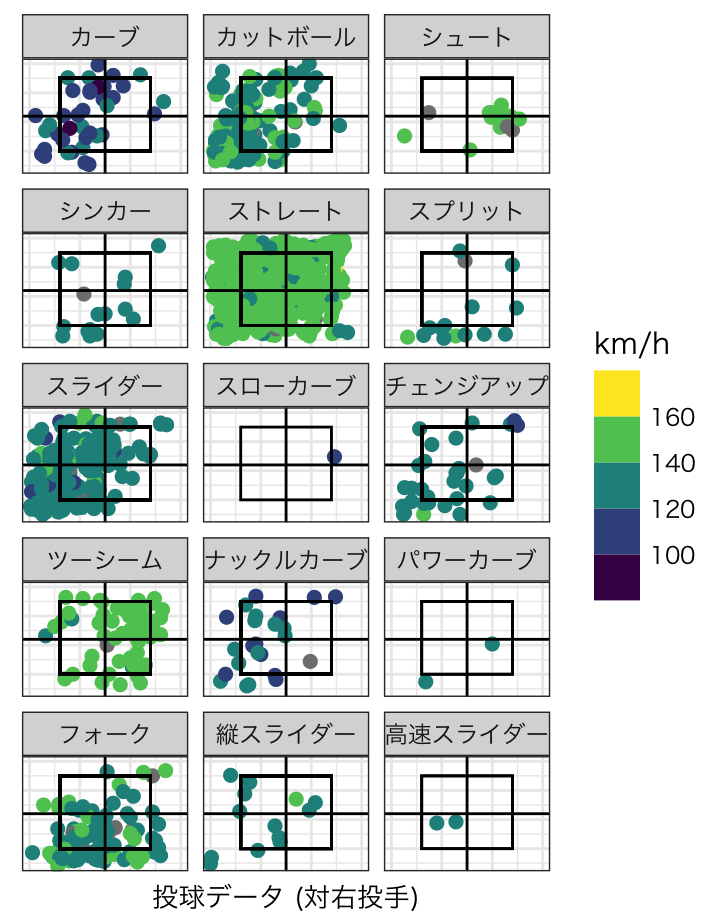 カーブ
カットボール
シュート
シンカー
ストレート
スプリット
スライダー
スローカーブ
チェンジアップ
ツーシーム
ナックルカーブ
パワーカーブ
フォーク
縦スライダー
高速スライダー
km/h
160
140
120
100
投球データ (対右投手)